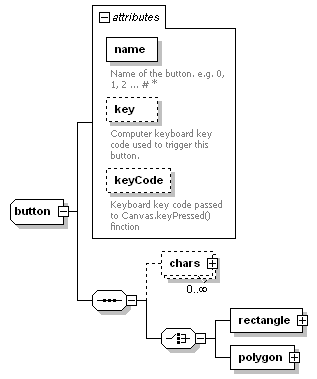 attributes
name
Name of the button. e.g. 0,
1, 2 ... # *
key
Computer keyboard key
code used to trigger this
button.
keyCode
Keyboard key code passed
to Canvas.keyPressed()
finction
button
chars
0..∞
rectangle
polygon